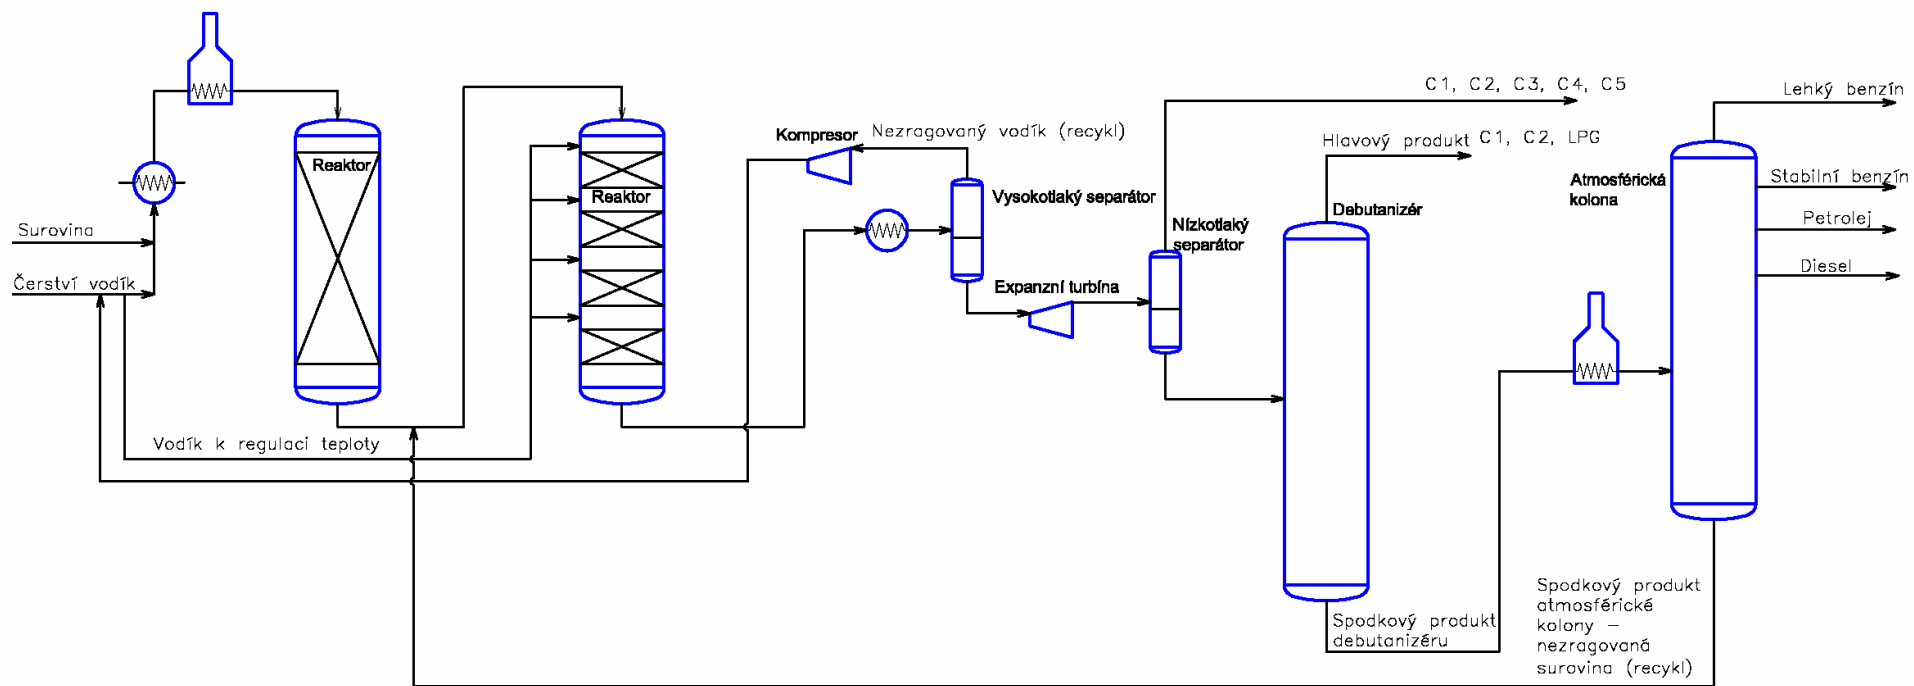 C1, C2, C3, C4, C5
Lehký benzín
Kompresor
Nezragovaný vodík (recykl)
Hlavový produkt C1, C2, LPG
Reaktor
Reaktor
Vysokotlaký separátor
Atmosférická
kolona
Stabilní benzín
Debutanizér
Petrolej
Surovina
Nízkotlaký
separátor
Diesel
Čerství vodík
Expanzní turbína
Vodík k regulaci teploty
Spodkový produkt
debutanizéru
Spodkový produkt
atmosférické
kolony –
nezragovaná
surovina (recykl)